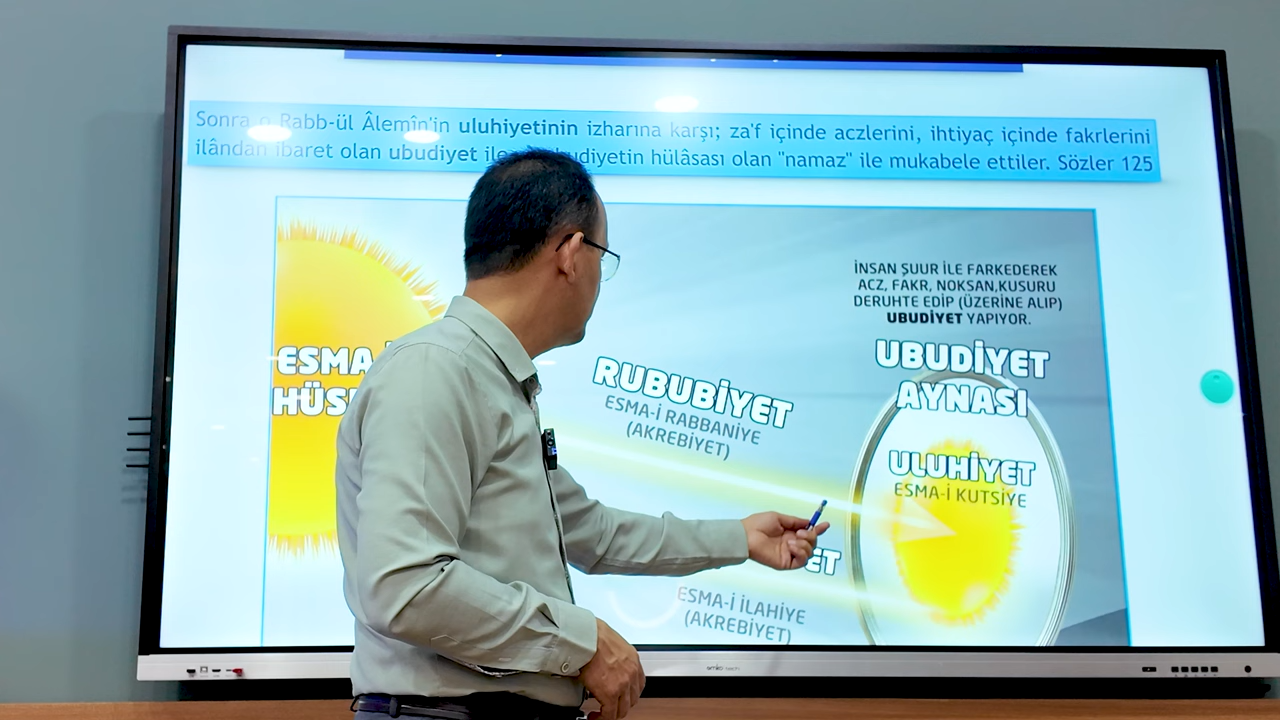 Sonra o Rabb-ül Âlemîn'in uluhiyetinin izharına karşı; za'f içinde aczlerini, ihtiyaç içinde fakrlerini
ilândan ibaret olan ubudiyet ile ubudiyetin hülâsası olan "namaz" ile mukabele ettiler. Sözler 125
İNSAN ŞUUR İLE FARKEDEREK
ACZ, FAKR, NOKSAN,KUSURU
DERUHTE EDİP (ÜZERİNE ALIP)
UBUDİYET YAPIYOR.
ESMA
HÜS
RUBUBİYET
ESMA-İ RABBANİYE
(AKREBİYET)
UBUDİYET
AYNASI
ULUHİYET
ESMA-İ KUTSİYE
ET
ESMA-İ İLAHİYE
(AKREBİYET)